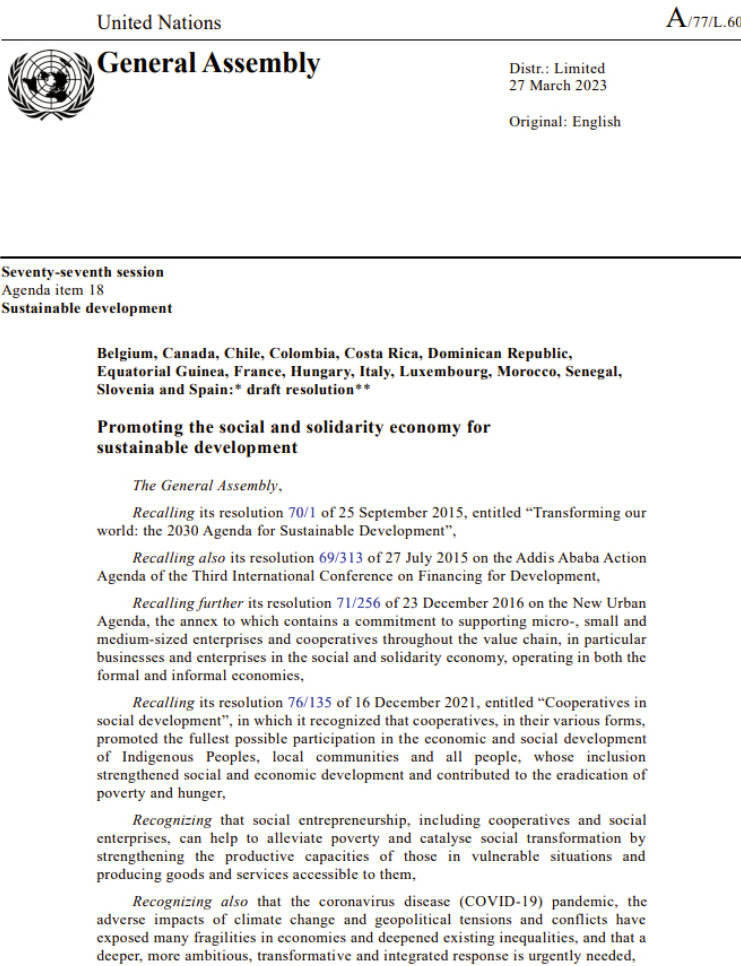 United Nations
A/77/L.60
General Assembly
Distr.: Limited
27 March 2023
Original: English
Seventy-seventh session
Agenda item 18
Sustainable development
Belgium, Canada, Chile, Colombia, Costa Rica, Dominican Republic,
Equatorial Guinea, France, Hungary, Italy, Luxembourg, Morocco, Senegal,
Slovenia and Spain:* draft resolution**
Promoting the social and solidarity economy for
sustainable development
The General Assembly,
Recalling its resolution 70/1 of 25 September 2015, entitled “Transforming our
world: the 2030 Agenda for Sustainable Development”,
Recalling also its resolution 69/313 of 27 July 2015 on the Addis Ababa Action
Agenda of the Third International Conference on Financing for Development,
Recalling further its resolution 71/256 of 23 December 2016 on the New Urban
Agenda, the annex to which contains a commitment to supporting micro-, small and
medium-sized enterprises and cooperatives throughout the value chain, in particular
businesses and enterprises in the social and solidarity economy, operating in both the
formal and informal economies,
Recalling its resolution 76/135 of 16 December 2021, entitled “Cooperatives in
social development”, in which it recognized that cooperatives, in their various forms,
promoted the fullest possible participation in the economic and social development
of Indigenous Peoples, local communities and all people, whose inclusion
strengthened social and economic development and contributed to the eradication of
poverty and hunger,
Recognizing that social entrepreneurship, including cooperatives and social
enterprises, can help to alleviate poverty and catalyse social transformation by
strengthening the productive capacities of those in vulnerable situations and
producing goods and services accessible to them,
Recognizing also that the coronavirus disease (COVID-19) pandemic, the
adverse impacts of climate change and geopolitical tensions and conflicts have
exposed many fragilities in economies and deepened existing inequalities, and that a
deeper, more ambitious, transformative and integrated response is urgently needed,